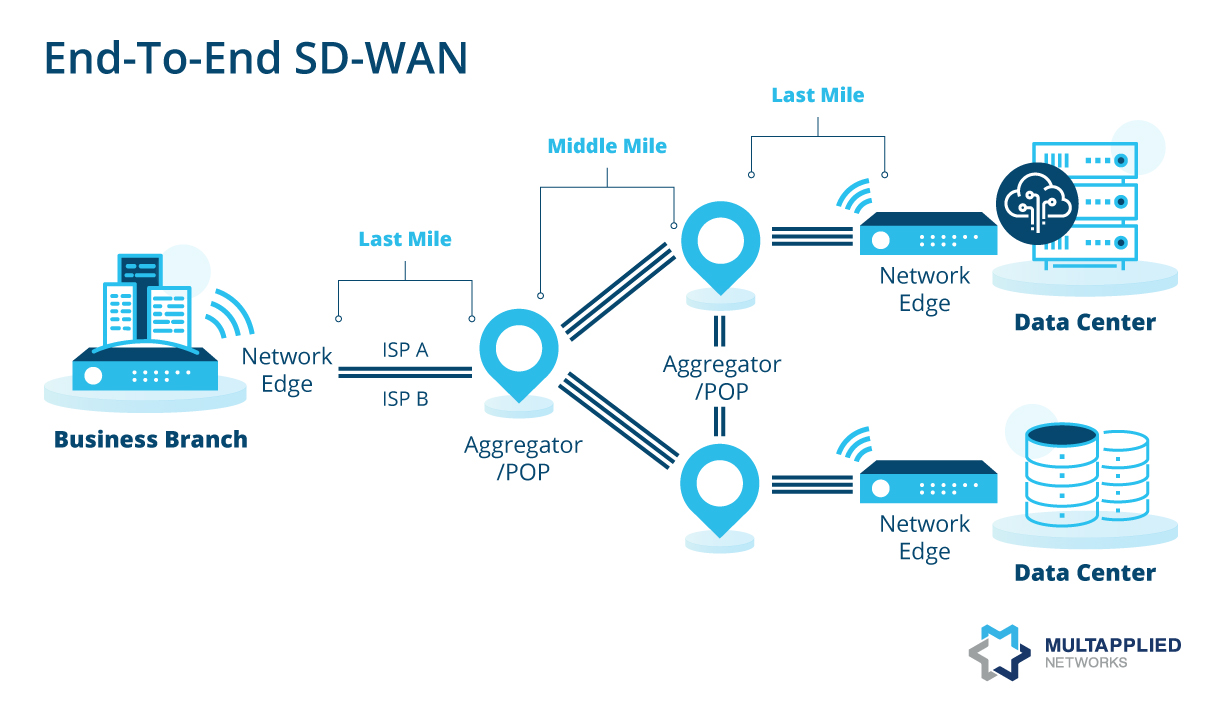 End-To-End SD-WAN
Last Mile
Middle Mile
Last Mile
Network
Edge
ISP A
ISP B
Business Branch
Aggregator
/POP
Aggregator
/POP
Network
Edge
Data Center
Network
Edge
Data Center
MULTAPPLIED
NETWORKS